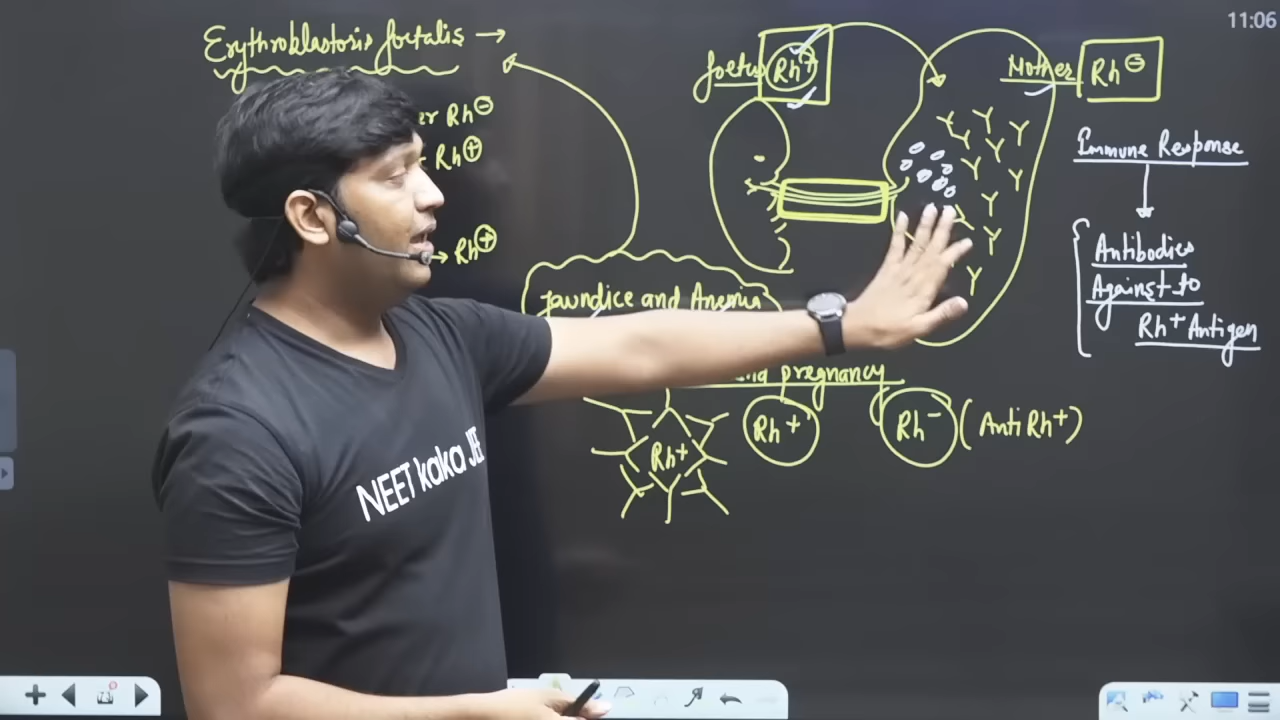 11:06
Erythroblastosis foetalis →
er Rh⊖
Rh⊕
→ Rh⊕
foetus Rh+
Mother Rh⊖
Immune Response
Antibodies
Against to
Rh+ Antigen
Jaundice and Anemia
pregnancy
Rh+
Rh+
Rh- (Anti Rh+)
NEET kaka JEE